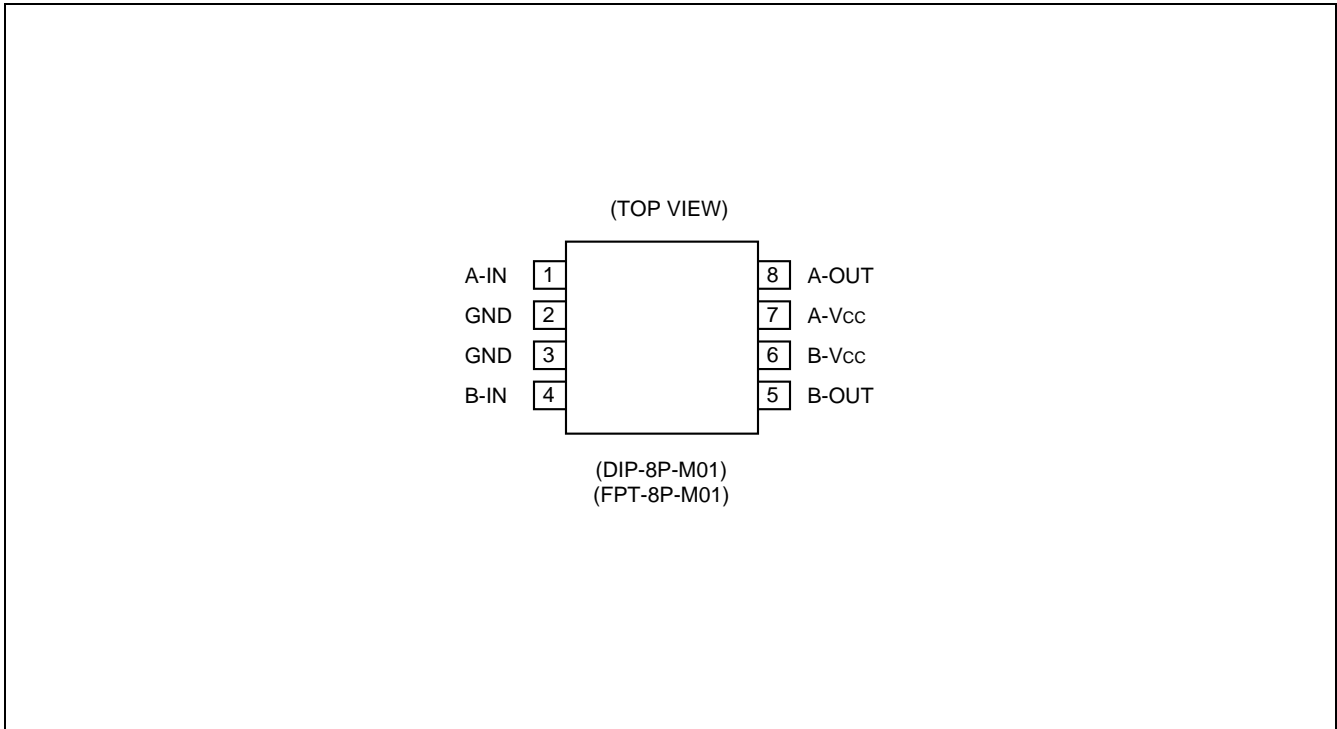 (TOP VIEW)
A-IN 1 8 A-OUT
GND 2 7 A-VCC
GND 3 6 B-VCC
B-IN 4 5 B-OUT
(DIP-8P-M01)
(FPT-8P-M01)